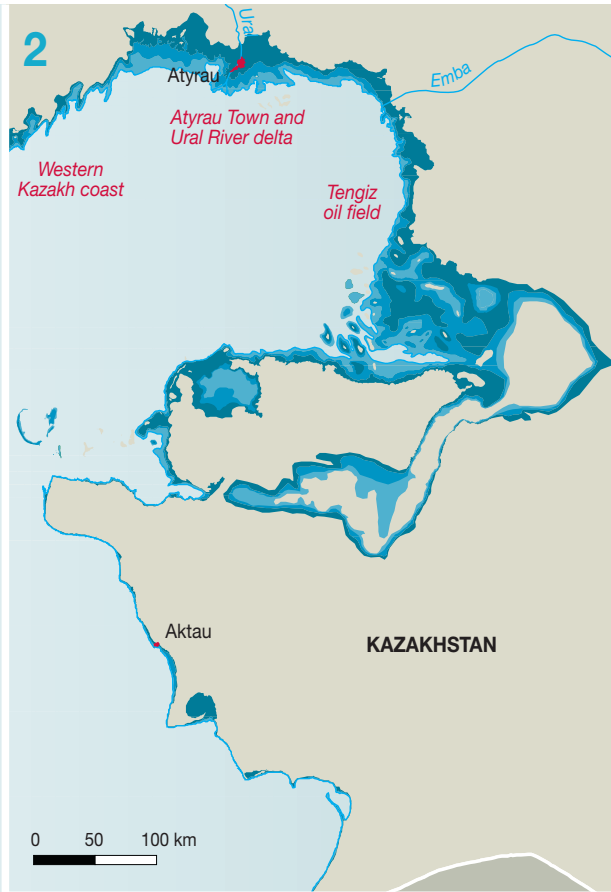 2
Ural
Atyrau
Emba
Atyrau Town and
Ural River delta
Western
Kazakh coast
Tengiz
oil field
Aktau
KAZAKHSTAN
0 50 100 km